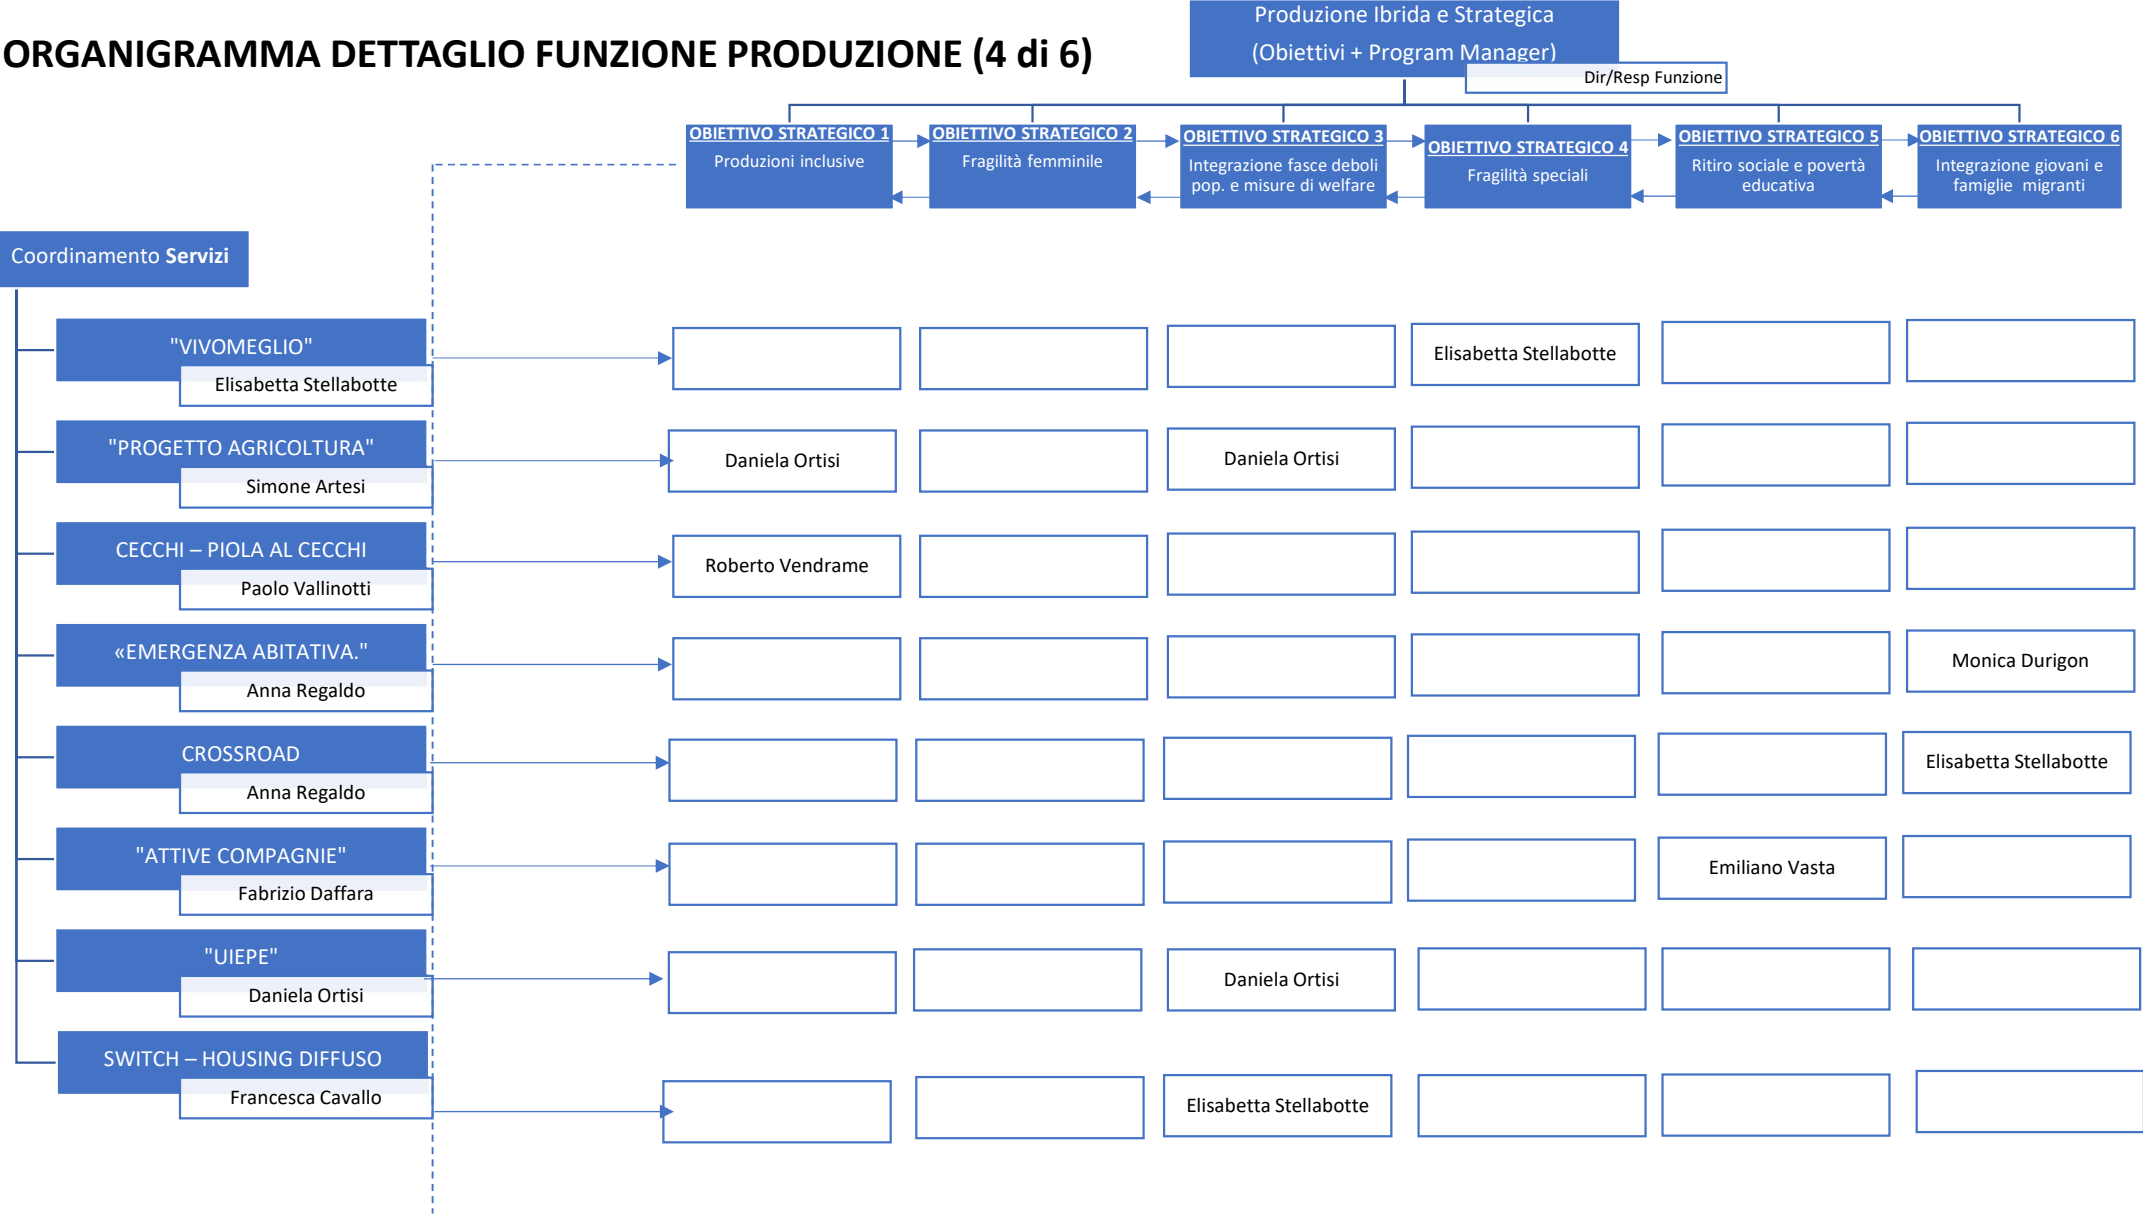 Produzione Ibrida e Strategica
(Obiettivi + Program Manager)
ORGANIGRAMMA DETTAGLIO FUNZIONE PRODUZIONE (4 di 6)
Dir/Resp Funzione
OBIETTIVO STRATEGICO 1
Produzioni inclusive
OBIETTIVO STRATEGICO 2
Fragilità femminile
OBIETTIVO STRATEGICO 3
Integrazione fasce deboli
pop. e misure di welfare
OBIETTIVO STRATEGICO 4
Fragilità speciali
OBIETTIVO STRATEGICO 5
Ritiro sociale e povertà
educativa
OBIETTIVO STRATEGICO 6
Integrazione giovani e
famiglie migranti
Coordinamento Servizi
"VIVOMEGLIO"
Elisabetta Stellabotte
Elisabetta Stellabotte
"PROGETTO AGRICOLTURA"
Simone Artesi
Daniela Ortisi
Daniela Ortisi
CECCHI – PIOLA AL CECCHI
Paolo Vallinotti
Roberto Vendrame
«EMERGENZA ABITATIVA."
Anna Regaldo
Monica Durigon
CROSSROAD
Anna Regaldo
Elisabetta Stellabotte
"ATTIVE COMPAGNIE"
Fabrizio Daffara
Emiliano Vasta
"UIEPE"
Daniela Ortisi
Daniela Ortisi
SWITCH – HOUSING DIFFUSO
Francesca Cavallo
Elisabetta Stellabotte